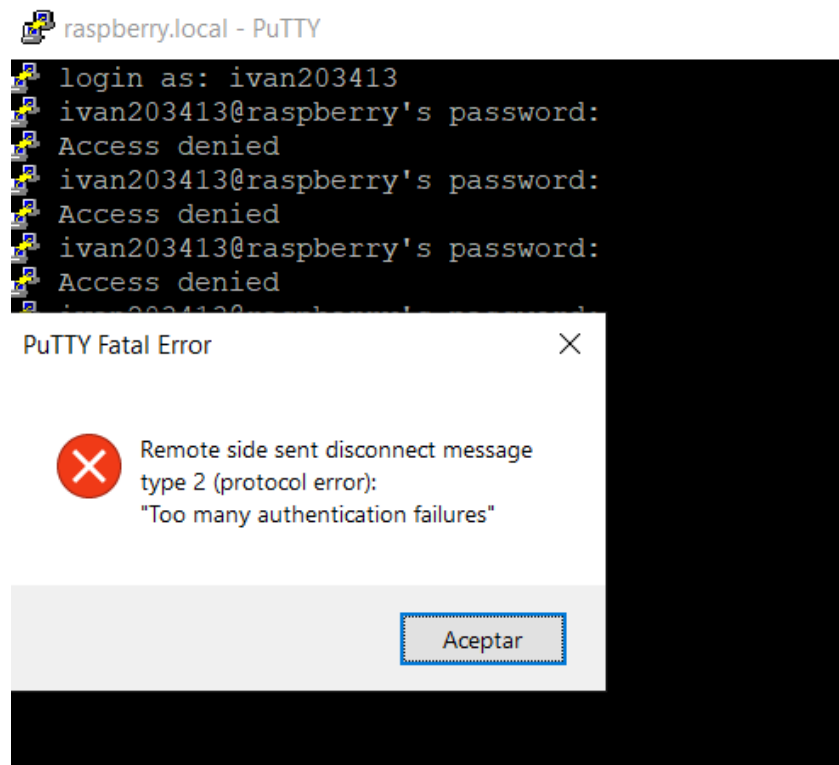 raspberry.local - PuTTY
login as: ivan203413
ivan203413@raspberry's password:
Access denied
ivan203413@raspberry's password:
Access denied
ivan203413@raspberry's password:
Access denied
PuTTY Fatal Error
Remote side sent disconnect message
type 2 (protocol error):
"Too many authentication failures"
Aceptar